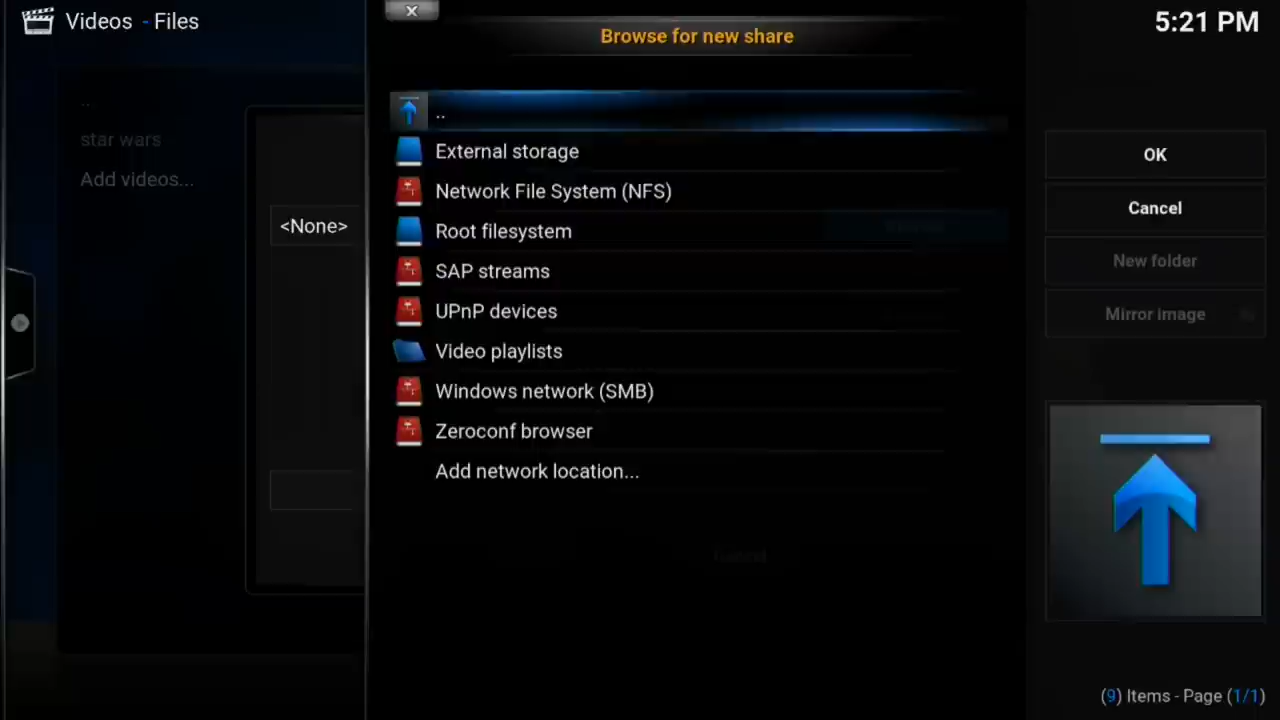 Videos - Files
5:21 PM
Browse for new share
..
star wars
Add videos...
<None>
..
External storage
Network File System (NFS)
Root filesystem
SAP streams
UPnP devices
Video playlists
Windows network (SMB)
Zeroconf browser
Add network location...
OK
Cancel
New folder
Mirror image
Cancel
(9) Items - Page (1/1)